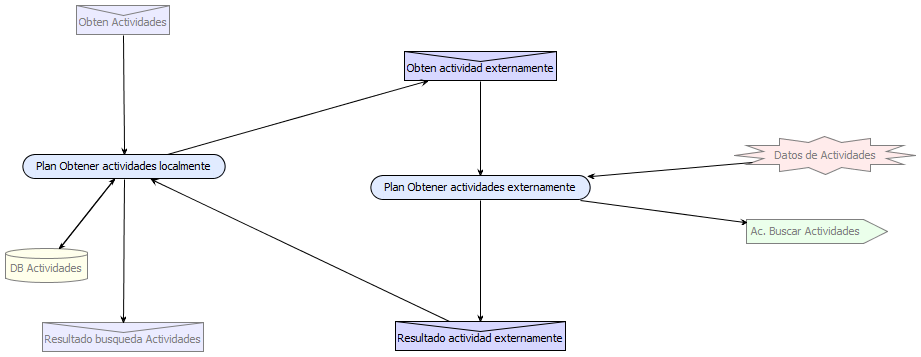 Obten Actividades
Obten actividad externamente
Plan Obtener actividades localmente
Datos de Actividades
Plan Obtener actividades externamente
Ac. Buscar Actividades
DB Actividades
Resultado busqueda Actividades
Resultado actividad externamente